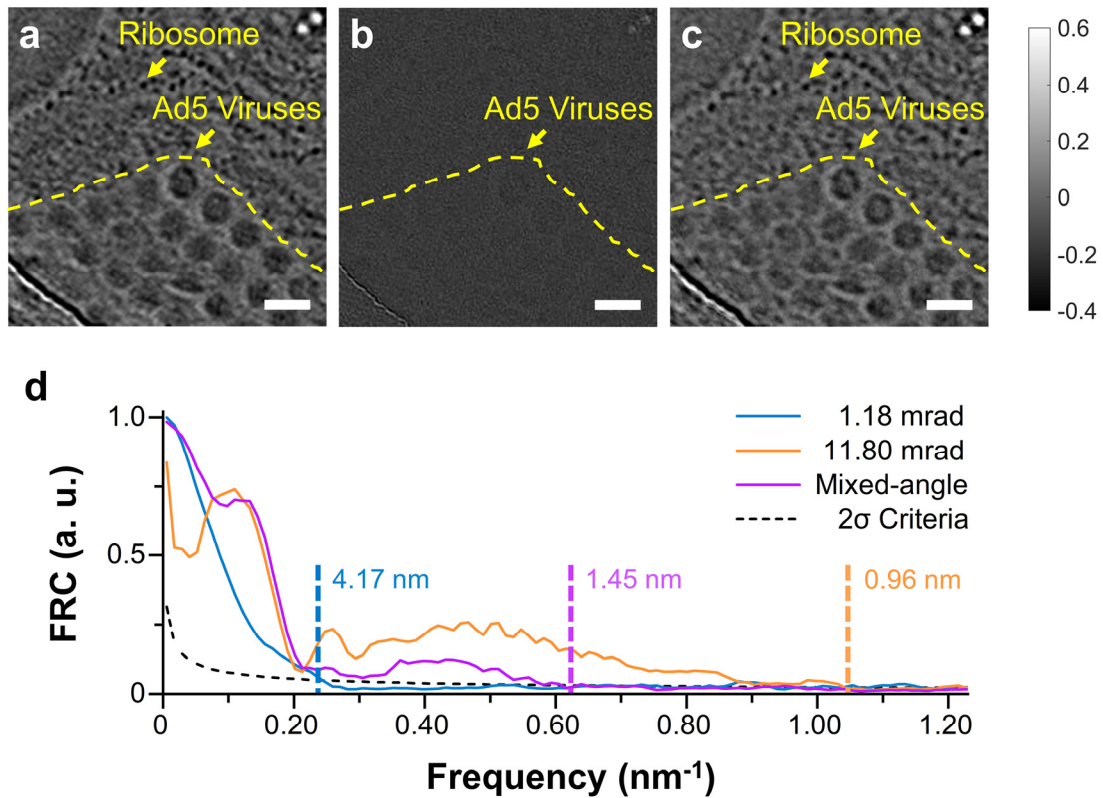 a
Ribosome
Ad5 Viruses
b
Ad5 Viruses
c
Ribosome
Ad5 Viruses
0.6
0.4
0.2
0
-0.2
-0.4
d
FRC (a. u.)
1.0
0.5
0
1.18 mrad
11.80 mrad
Mixed-angle
2σ Criteria
4.17 nm
1.45 nm
0.96 nm
0 0.20 0.40 0.60 0.80 1.00 1.20
Frequency (nm⁻¹)